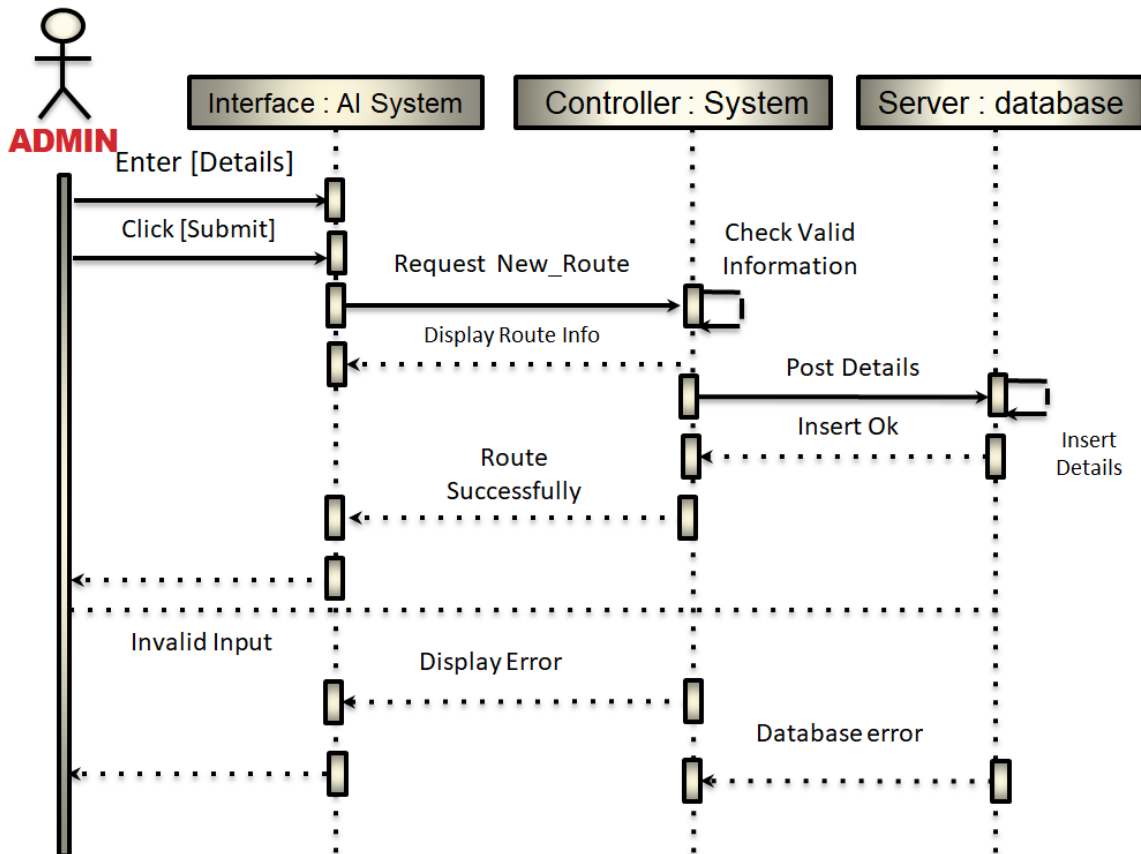 ADMIN
Interface : AI System
Controller : System
Server : database
Enter [Details]
Click [Submit]
Request New_Route
Check Valid
Information
Display Route Info
Post Details
Insert Ok
Insert
Details
Route
Successfully
Invalid Input
Display Error
Database error